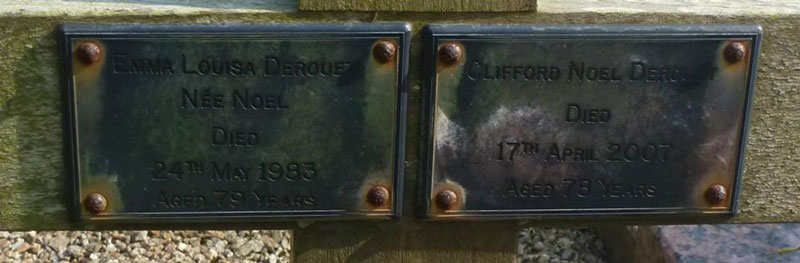 Emma Louisa Derouet
Née Noel
Died
24th May 1983
Aged 79 Years
Clifford Noel Derouet
Died
17th April 2007
Aged 78 Years